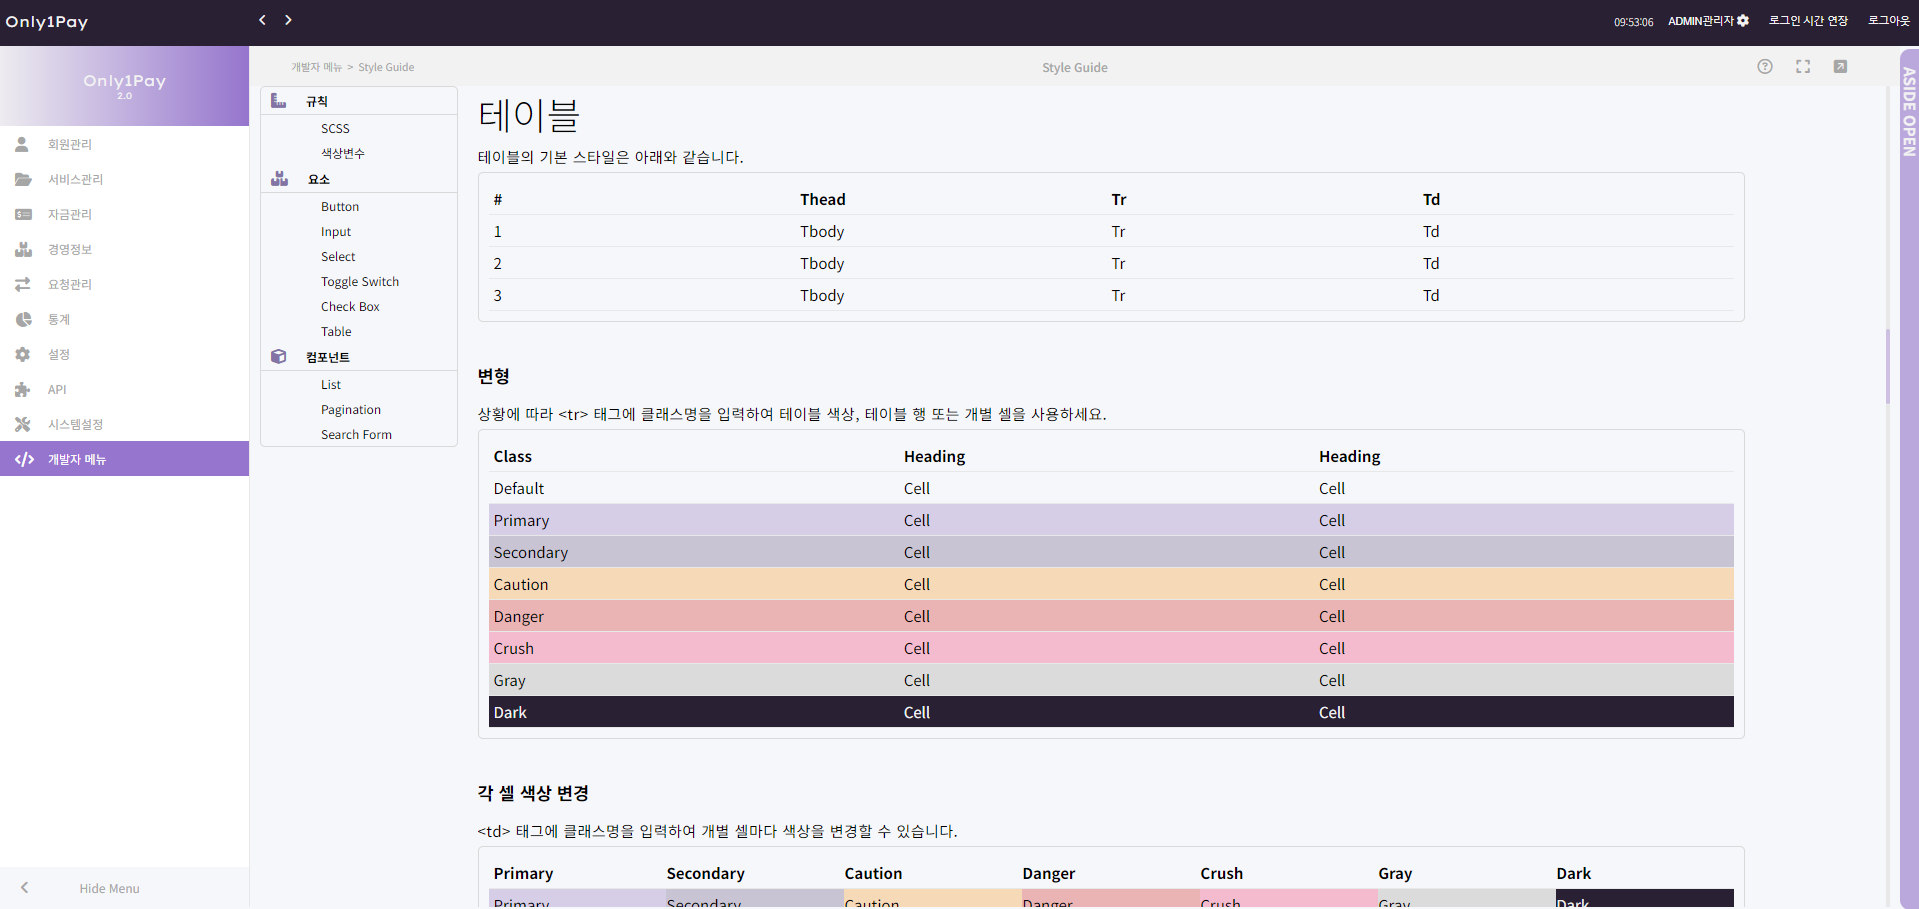 Only1Pay
09:53:06 ADMIN관리자 로그인 시간 연장 로그아웃
Only1Pay
2.0
회원관리
서비스관리
자금관리
경영정보
요청관리
통계
설정
API
시스템설정
개발자 메뉴
Hide Menu
개발자 메뉴 > Style Guide
Style Guide
ASIDE OPEN
규칙
SCSS
색상변수
요소
Button
Input
Select
Toggle Switch
Check Box
Table
컴포넌트
List
Pagination
Search Form
테이블
테이블의 기본 스타일은 아래와 같습니다.
# Thead Tr Td
1 Tbody Tr Td
2 Tbody Tr Td
3 Tbody Tr Td
변형
상황에 따라 <tr> 태그에 클래스명을 입력하여 테이블 색상, 테이블 행 또는 개별 셀을 사용하세요.
Class Heading Heading
Default Cell Cell
Primary Cell Cell
Secondary Cell Cell
Caution Cell Cell
Danger Cell Cell
Crush Cell Cell
Gray Cell Cell
Dark Cell Cell
각 셀 색상 변경
<td> 태그에 클래스명을 입력하여 개별 셀마다 색상을 변경할 수 있습니다.
Primary Secondary Caution Danger Crush Gray Dark
Primary Secondary Caution Danger Crush Gray Dark